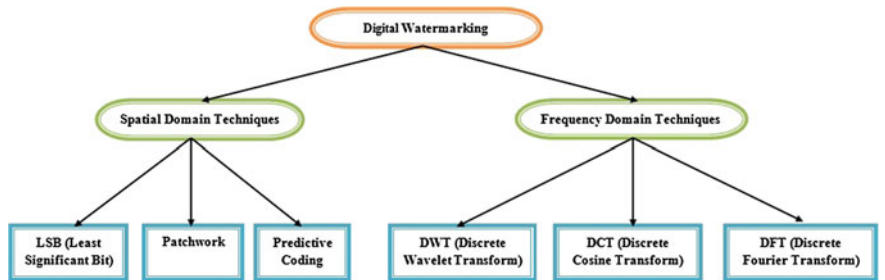 Digital Watermarking
Spatial Domain Techniques
Frequency Domain Techniques
LSB (Least
Significant Bit)
Patchwork
Predictive
Coding
DWT (Discrete
Wavelet Transform)
DCT (Discrete
Cosine Transform)
DFT (Discrete
Fourier Transform)